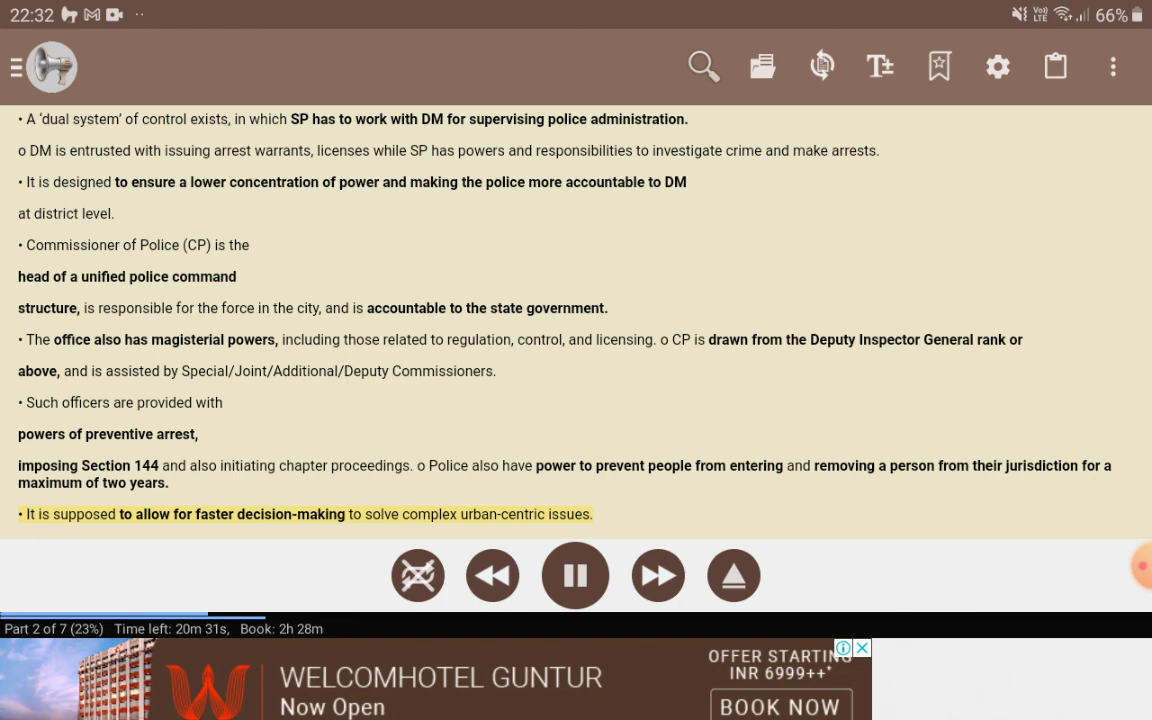 22:32
Vo)) LTE 66%
T±
• A ‘dual system’ of control exists, in which SP has to work with DM for supervising police administration.
o DM is entrusted with issuing arrest warrants, licenses while SP has powers and responsibilities to investigate crime and make arrests.
• It is designed to ensure a lower concentration of power and making the police more accountable to DM
at district level.
• Commissioner of Police (CP) is the
head of a unified police command
structure, is responsible for the force in the city, and is accountable to the state government.
• The office also has magisterial powers, including those related to regulation, control, and licensing. o CP is drawn from the Deputy Inspector General rank or
above, and is assisted by Special/Joint/Additional/Deputy Commissioners.
• Such officers are provided with
powers of preventive arrest,
imposing Section 144 and also initiating chapter proceedings. o Police also have power to prevent people from entering and removing a person from their jurisdiction for a
maximum of two years.
• It is supposed to allow for faster decision-making to solve complex urban-centric issues.
Part 2 of 7 (23%) Time left: 20m 31s, Book: 2h 28m
WELCOMHOTEL GUNTUR
Now Open
OFFER STARTING
INR 6999++*
BOOK NOW